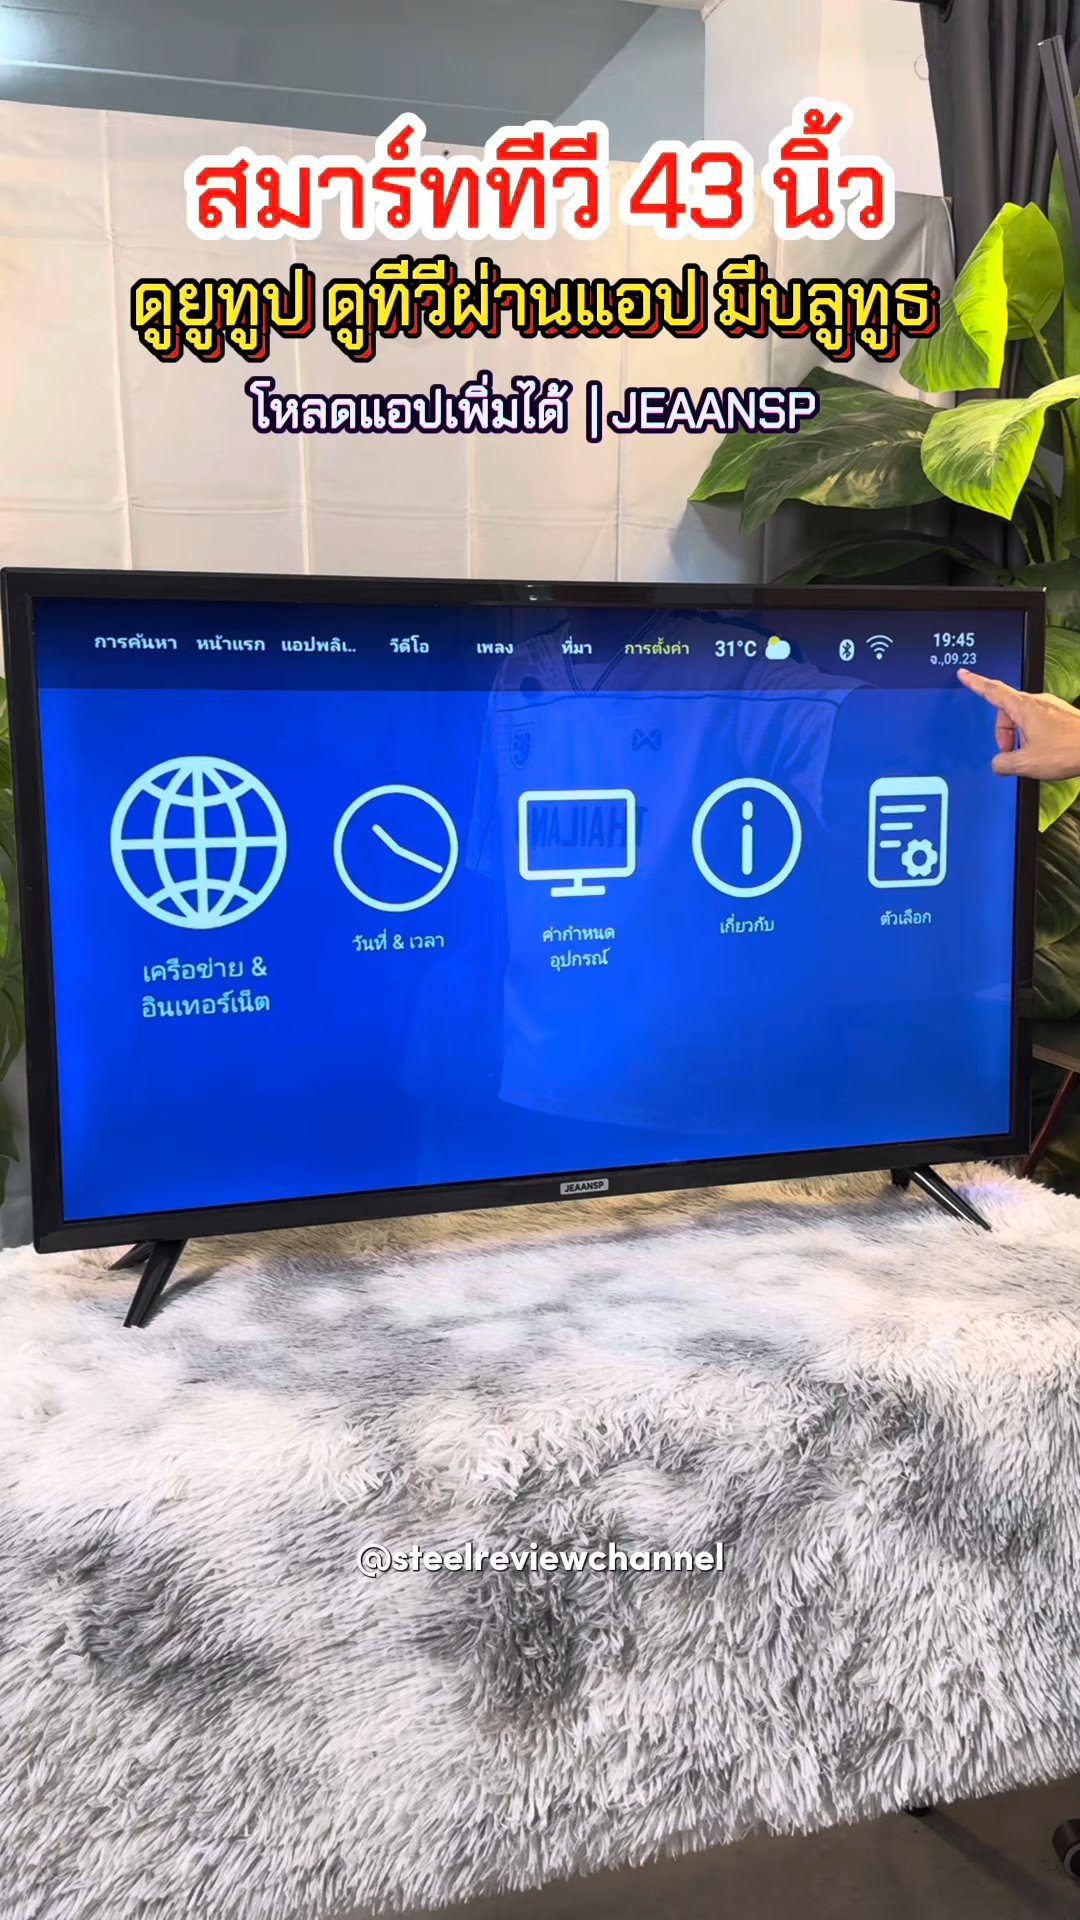 สมาร์ททีวี 43 นิ้ว
ดูยูทูป ดูทีวีผ่านแอป มีบลูทูธ
โหลดแอปเพิ่มได้ | JEAANSP
การค้นหา หน้าแรก แอปพลิเ.. วีดีโอ เพลง ที่มา การตั้งค่า 31°C 19:45
จ.,09.23
เครือข่าย &
อินเทอร์เน็ต
วันที่ & เวลา
ค่ากำหนด
อุปกรณ์
เกี่ยวกับ
ตัวเลือก
JEAANSP
@steelreviewchannel